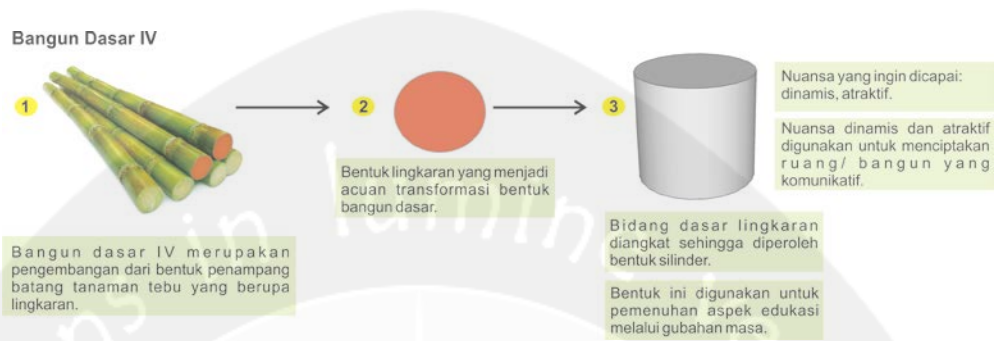 Bangun Dasar IV
1
Bangun dasar IV merupakan
pengembangan dari bentuk penampang
batang tanaman tebu yang berupa
lingkaran.
2
Bentuk lingkaran yang menjadi
acuan transformasi bentuk
bangun dasar.
3
Bidang dasar lingkaran
diangkat sehingga diperoleh
bentuk silinder.
Bentuk ini digunakan untuk
pemenuhan aspek edukasi
melalui gubahan masa.
Nuansa yang ingin dicapai:
dinamis, atraktif.
Nuansa dinamis dan atraktif
digunakan untuk menciptakan
ruang/ bangun yang
komunikatif.
in lumine